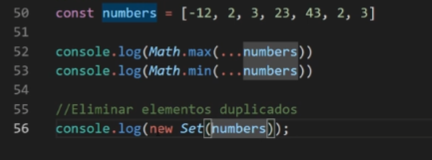 50 const numbers = [-12, 2, 3, 23, 43, 2, 3]
51
52 console.log(Math.max(...numbers))
53 console.log(Math.min(...numbers))
54
55 //Eliminar elementos duplicados
56 console.log(new Set(numbers));